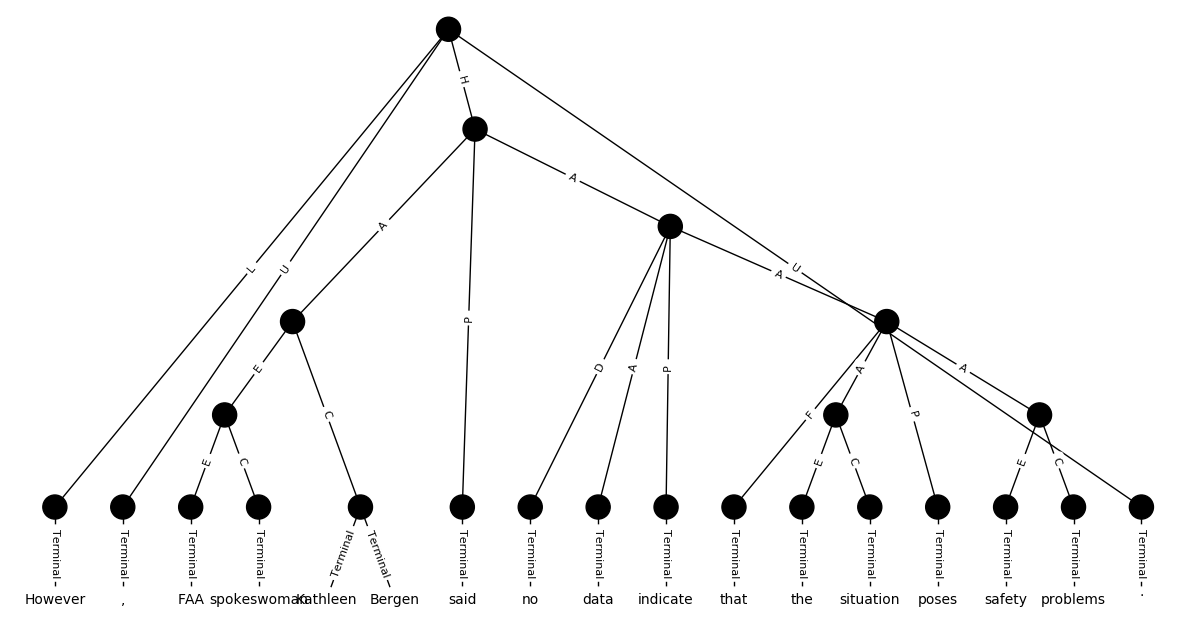 H
A
A
L
U
U
A
E
P
D
A
P
A
A
C
F
P
E
C
E
C
E
C
Terminal Terminal Terminal Terminal Terminal Terminal Terminal Terminal Terminal Terminal Terminal Terminal Terminal Terminal Terminal Terminal Terminal
However , FAA spokeswoman Kathleen Bergen said no data indicate that the situation poses safety problems .